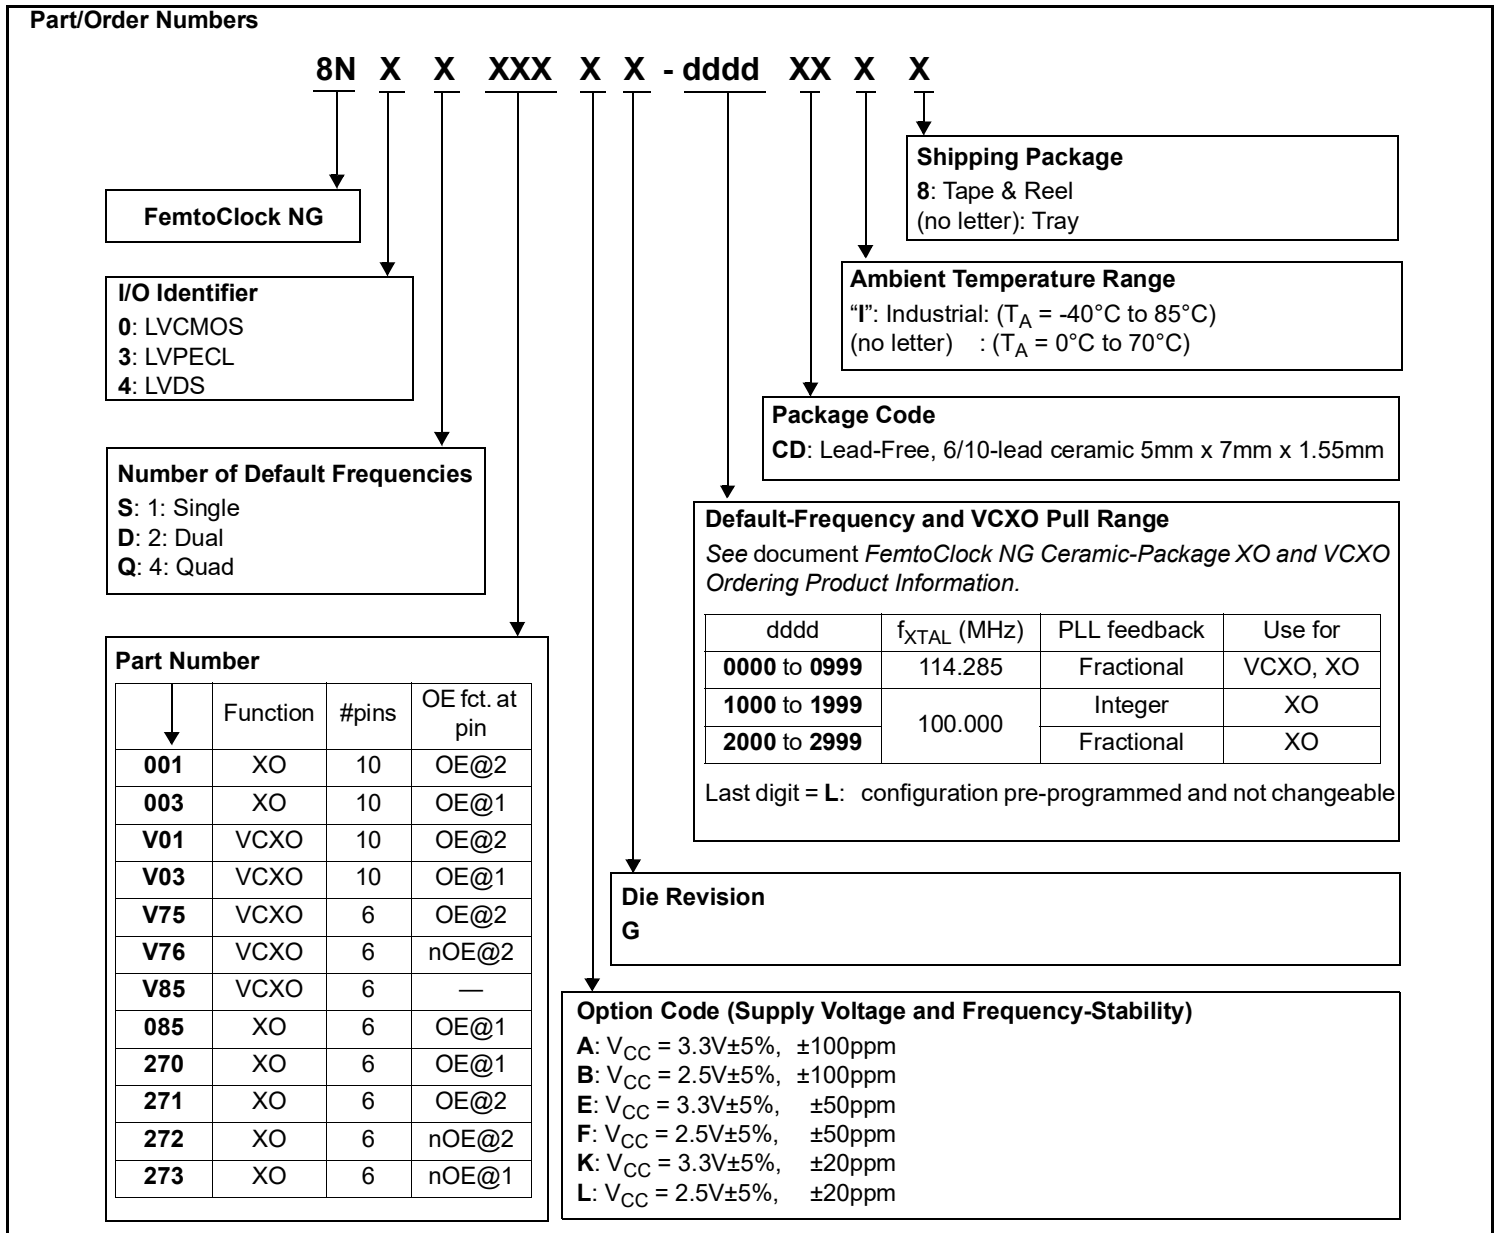 Part/Order Numbers
8N X X XXX X X - dddd XX X X
Shipping Package
8: Tape & Reel
(no letter): Tray
FemtoClock NG
Ambient Temperature Range
“I”: Industrial: (TA = -40°C to 85°C)
(no letter) : (TA = 0°C to 70°C)
I/O Identifier
0: LVCMOS
3: LVPECL
4: LVDS
Package Code
CD: Lead-Free, 6/10-lead ceramic 5mm x 7mm x 1.55mm
Number of Default Frequencies
S: 1: Single
D: 2: Dual
Q: 4: Quad
Default-Frequency and VCXO Pull Range
See document FemtoClock NG Ceramic-Package XO and VCXO
Ordering Product Information.
dddd fXTAL (MHz) PLL feedback Use for
0000 to 0999 114.285 Fractional VCXO, XO
1000 to 1999 100.000 Integer XO
2000 to 2999 Fractional XO
Last digit = L: configuration pre-programmed and not changeable
Part Number
Function #pins OE fct. at
pin
001 XO 10 OE@2
003 XO 10 OE@1
V01 VCXO 10 OE@2
V03 VCXO 10 OE@1
V75 VCXO 6 OE@2
V76 VCXO 6 nOE@2
V85 VCXO 6 —
085 XO 6 OE@1
270 XO 6 OE@1
271 XO 6 OE@2
272 XO 6 nOE@2
273 XO 6 nOE@1
Die Revision
G
Option Code (Supply Voltage and Frequency-Stability)
A: VCC = 3.3V±5%, ±100ppm
B: VCC = 2.5V±5%, ±100ppm
E: VCC = 3.3V±5%, ±50ppm
F: VCC = 2.5V±5%, ±50ppm
K: VCC = 3.3V±5%, ±20ppm
L: VCC = 2.5V±5%, ±20ppm